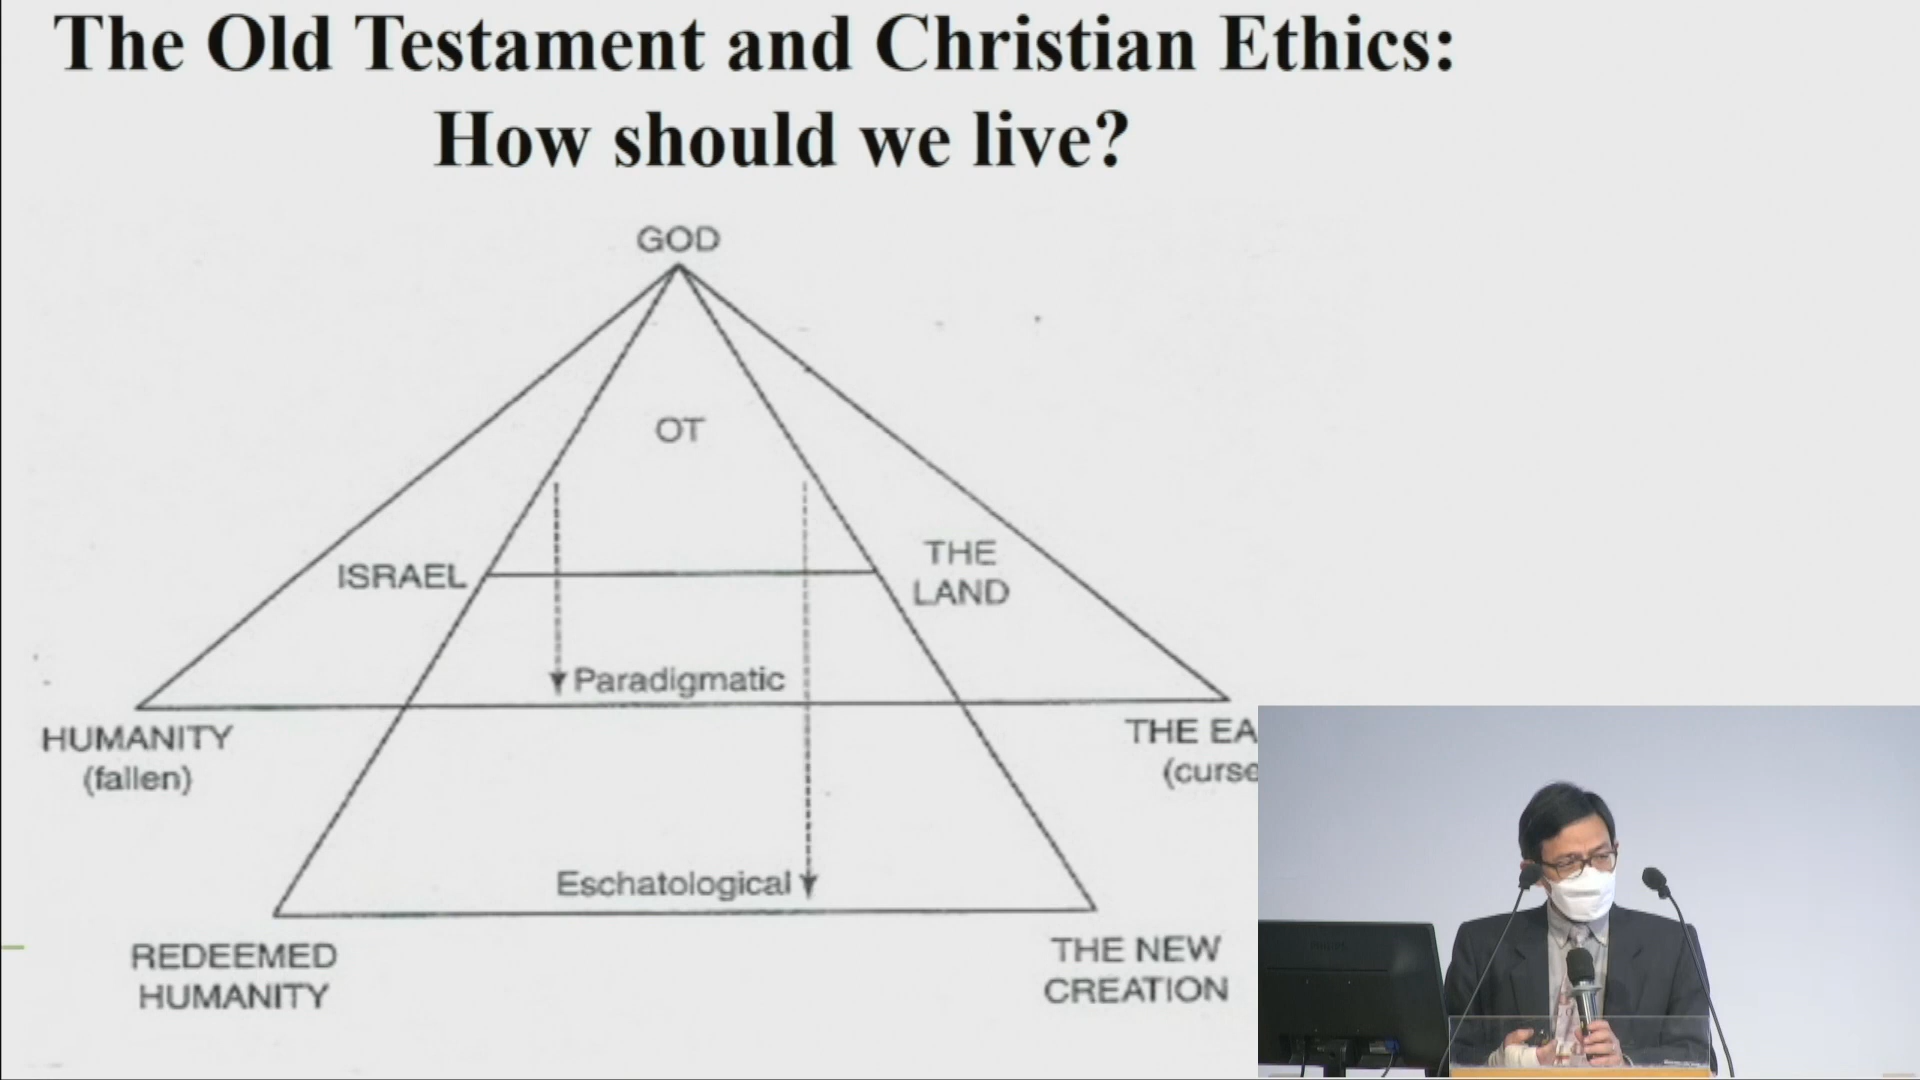 The Old Testament and Christian Ethics:
How should we live?
GOD
OT
ISRAEL
THE
LAND
Paradigmatic
HUMANITY
(fallen)
THE EA
(curse
Eschatological
REDEEMED
HUMANITY
THE NEW
CREATION
PHILIPS